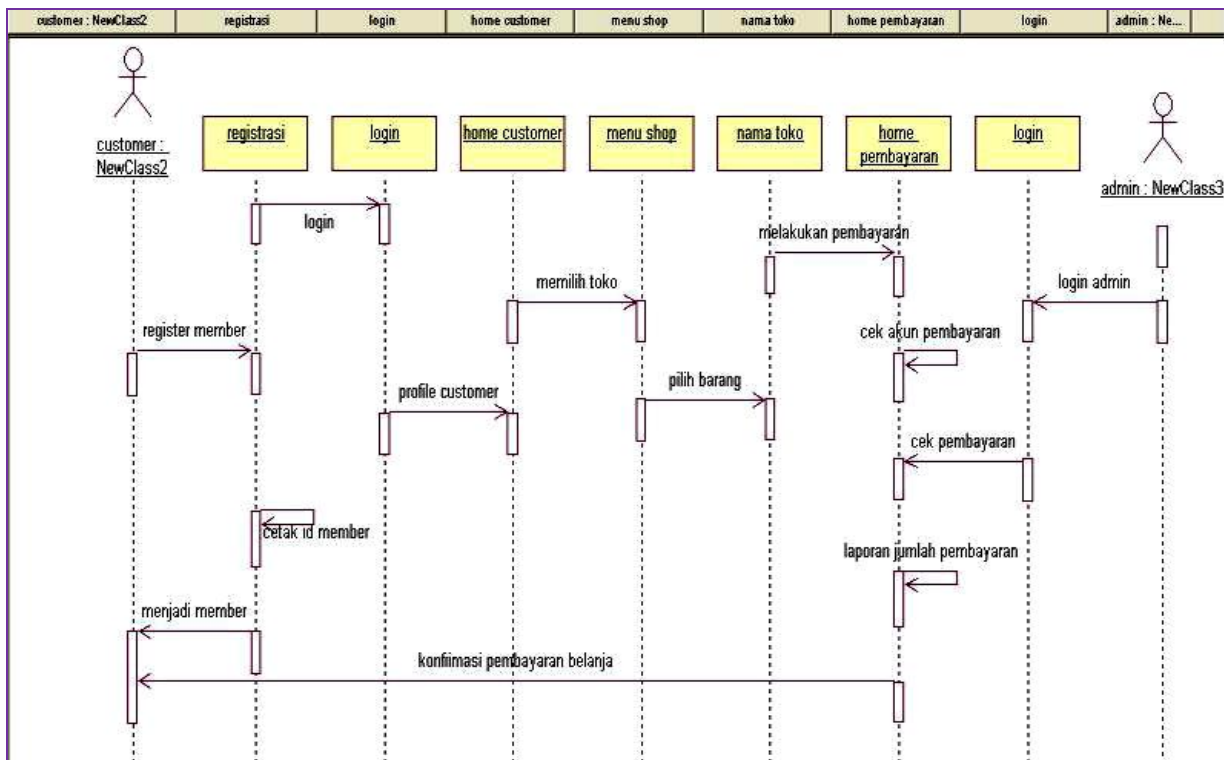 customer : NewClass2
registrasi
login
home customer
menu shop
nama toko
home pembayaran
login
admin : Ne...
customer :
NewClass2
registrasi
login
home customer
menu shop
nama toko
home
pembayaran
login
admin : NewClass3
login
melakukan pembayaran
memilih toko
login admin
register member
cek akun pembayaran
profile customer
pilih barang
cek pembayaran
cetak id member
laporan jumlah pembayaran
menjadi member
konfiimasi pembayaran belanja